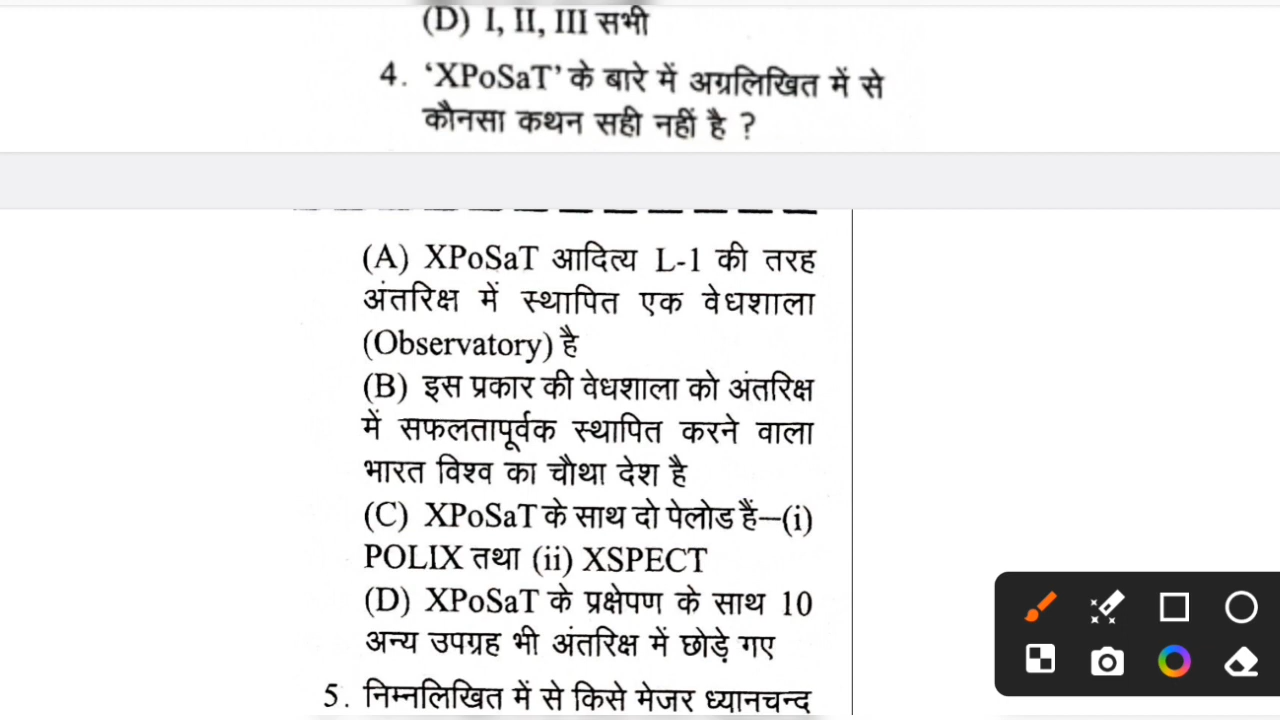 (D) I, II, III सभी
4. ‘XPoSaT’ के बारे में अग्रलिखित में से
कौनसा कथन सही नहीं है ?
(A) XPoSaT आदित्य L-1 की तरह
अंतरिक्ष में स्थापित एक वेधशाला
(Observatory) है
(B) इस प्रकार की वेधशाला को अंतरिक्ष
में सफलतापूर्वक स्थापित करने वाला
भारत विश्व का चौथा देश है
(C) XPoSaT के साथ दो पेलोड हैं–(i)
POLIX तथा (ii) XSPECT
(D) XPoSaT के प्रक्षेपण के साथ 10
अन्य उपग्रह भी अंतरिक्ष में छोड़े गए
5. निम्नलिखित में से किसे मेजर ध्यानचन्द